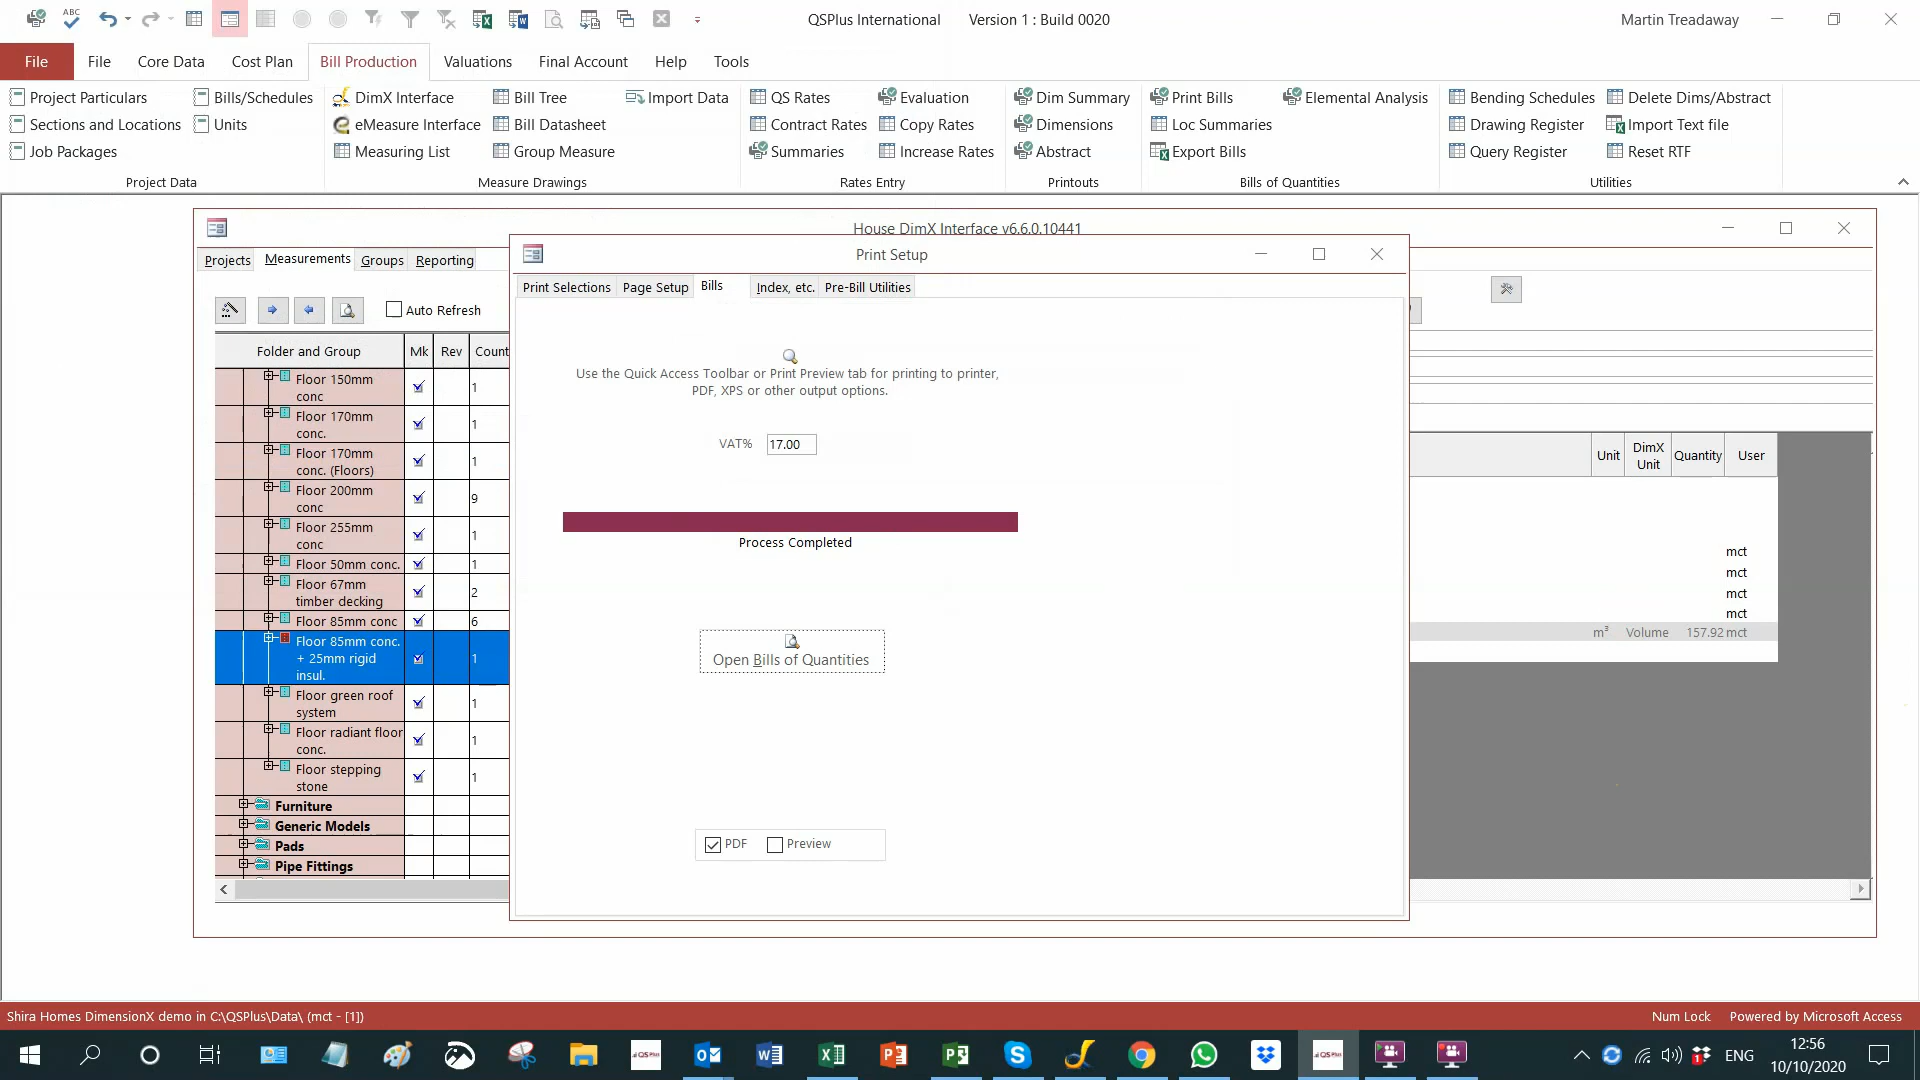 ABC
QSPlus International
Version 1 : Build 0020
Martin Treadaway
File
File
Core Data
Cost Plan
Bill Production
Valuations
Final Account
Help
Tools
Project Particulars
Bills/Schedules
DimX Interface
Bill Tree
Import Data
QS Rates
Evaluation
Dim Summary
Print Bills
Elemental Analysis
Bending Schedules
Delete Dims/Abstract
Sections and Locations
Units
eMeasure Interface
Bill Datasheet
Contract Rates
Copy Rates
Dimensions
Loc Summaries
Drawing Register
Import Text file
Job Packages
Measuring List
Group Measure
Summaries
Increase Rates
Abstract
Export Bills
Query Register
Reset RTF
Project Data
Measure Drawings
Rates Entry
Printouts
Bills of Quantities
Utilities
House DimX Interface v6.6.0.10441
Projects
Measurements
Groups
Reporting
Auto Refresh
Folder and Group
Mk
Rev
Count
Floor 150mm
conc
1
Floor 170mm
conc.
1
Floor 170mm
conc. (Floors)
1
Floor 200mm
conc
9
Floor 255mm
conc
1
Floor 50mm conc.
1
Floor 67mm
timber decking
2
Floor 85mm conc
6
Floor 85mm conc.
+ 25mm rigid
insul.
1
Floor green roof
system
1
Floor radiant floor
conc.
1
Floor stepping
stone
1
Furniture
Generic Models
Pads
Pipe Fittings
Print Setup
Print Selections
Page Setup
Bills
Index, etc.
Pre-Bill Utilities
Use the Quick Access Toolbar or Print Preview tab for printing to printer,
PDF, XPS or other output options.
VAT%
17.00
Process Completed
Open Bills of Quantities
PDF
Preview
Unit
DimX
Unit
Quantity
User
mct
mct
mct
mct
m³
Volume
157.92
mct
Shira Homes DimensionX demo in C:\QSPlus\Data\ (mct - [1])
Num Lock
Powered by Microsoft Access
QSPlus
QSPlus
ENG
12:56
10/10/2020